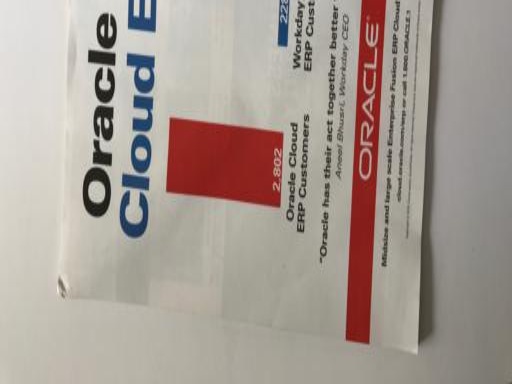 Oracle
Cloud E
2,802
228
Oracle Cloud
ERP Customers
Workday
ERP Cust
"Oracle has their act together better
Aneel Bhusri, Workday CEO
ORACLE
Midsize and large scale Enterprise Fusion ERP Cloud
cloud.oracle.com/erp or call 1.800.ORACLE.1